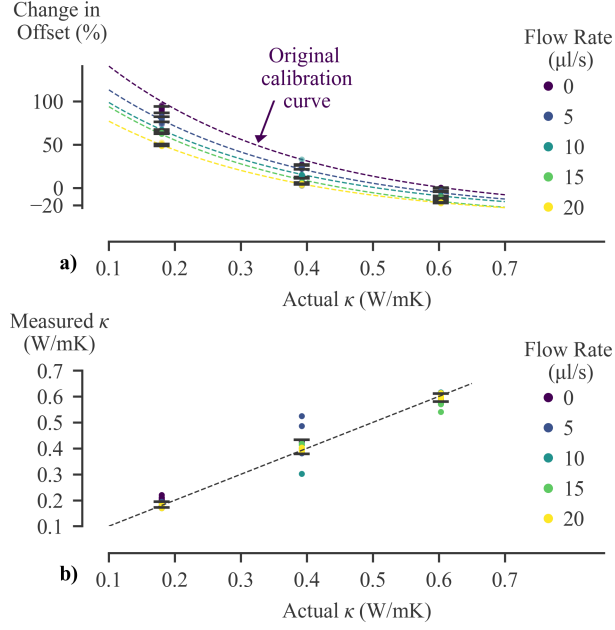 Change in
Offset (%)
100
50
0
−20
Original
calibration
curve
Flow Rate
(μl/s)
0
5
10
15
20
a)
0.1 0.2 0.3 0.4 0.5 0.6 0.7
Actual κ (W/mK)
Measured κ
(W/mK)
0.7
0.6
0.5
0.4
0.3
0.2
0.1
Flow Rate
(μl/s)
0
5
10
15
20
b)
0.1 0.2 0.3 0.4 0.5 0.6 0.7
Actual κ (W/mK)